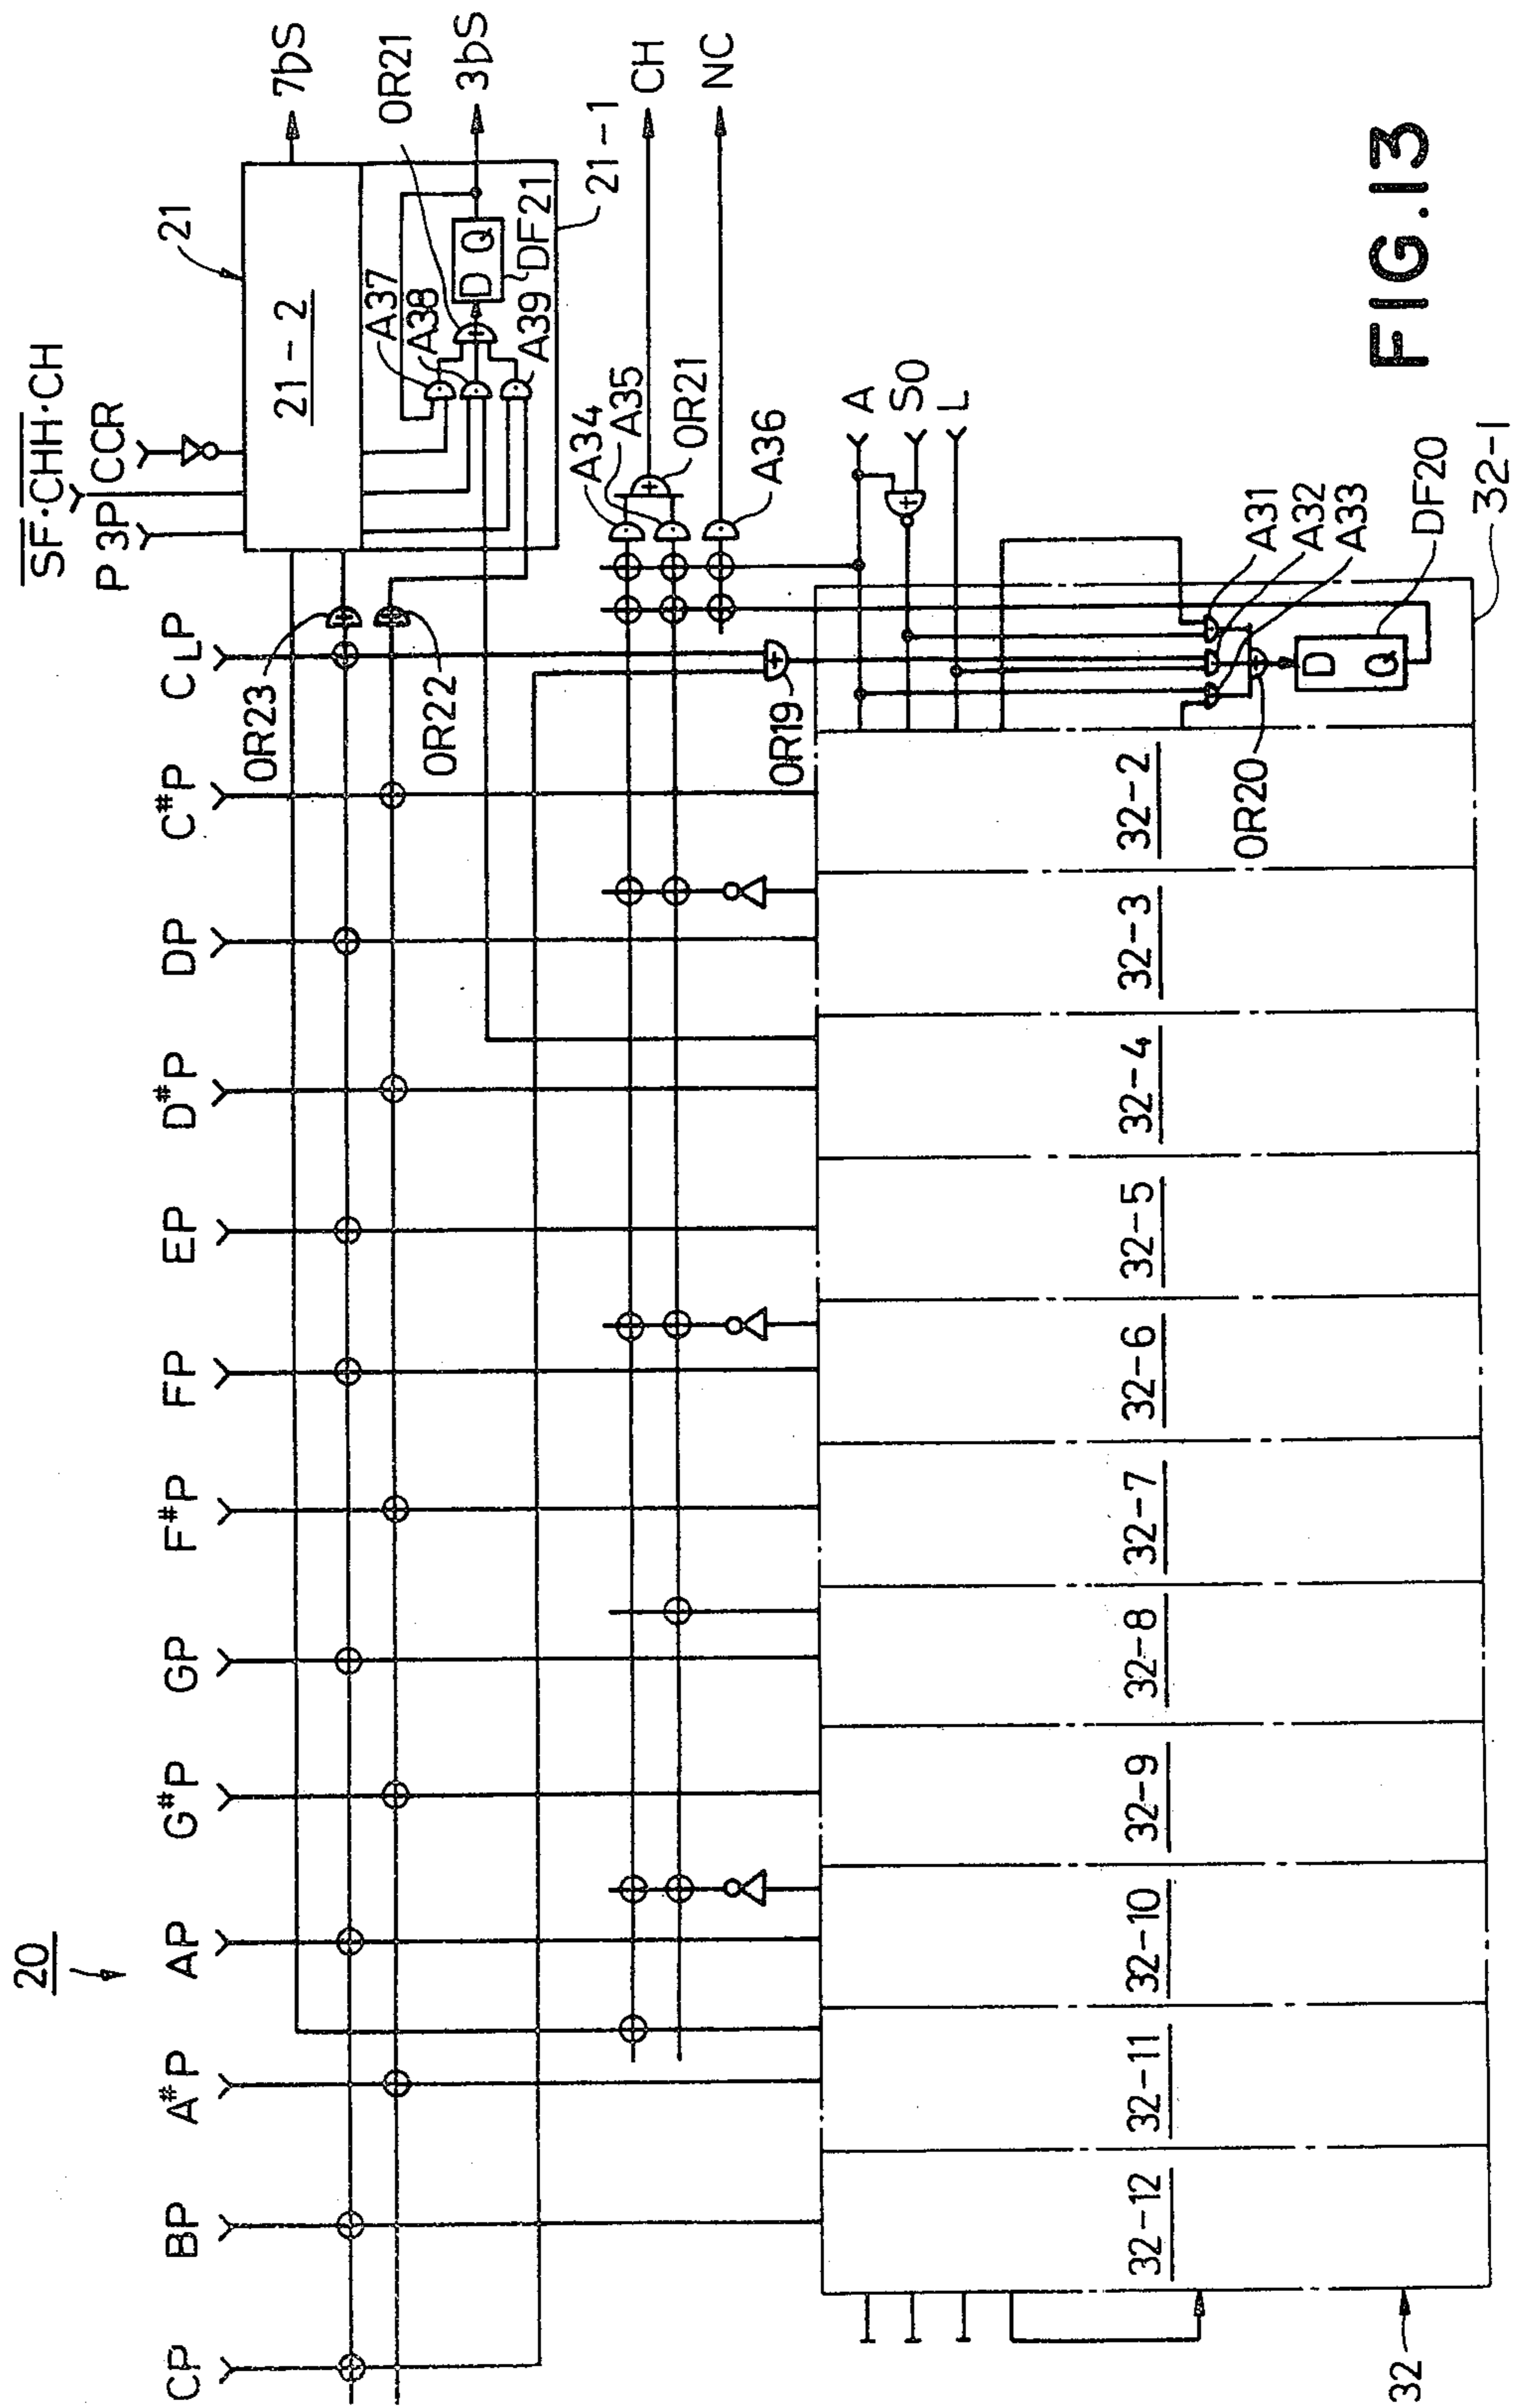 20
CP
BP
A#P
AP
G#P
GP
F#P
FP
EP
D#P
DP
C#P
CLP
P3P
SF·CHH·CH
CCR
21
21-2
7bS
OR21
3bS
A37
A38
D Q
DF21
A39
21-1
OR23
OR22
A34
A35
CH
OR21
NC
A36
OR19
A
SO
L
A31
A32
A33
D Q
DF20
OR20
32-1
32-12
32-11
32-10
32-9
32-8
32-7
32-6
32-5
32-4
32-3
32-2
32
FIG.13